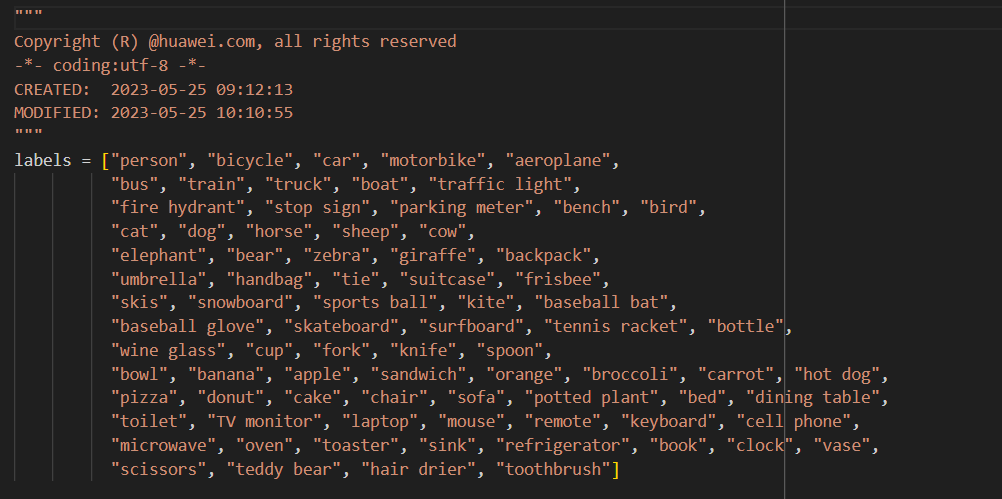 """
Copyright (R) @huawei.com, all rights reserved
-*- coding:utf-8 -*-
CREATED:  2023-05-25 09:12:13
MODIFIED: 2023-05-25 10:10:55
"""
labels = ["person", "bicycle", "car", "motorbike", "aeroplane",
          "bus", "train", "truck", "boat", "traffic light",
          "fire hydrant", "stop sign", "parking meter", "bench", "bird",
          "cat", "dog", "horse", "sheep", "cow",
          "elephant", "bear", "zebra", "giraffe", "backpack",
          "umbrella", "handbag", "tie", "suitcase", "frisbee",
          "skis", "snowboard", "sports ball", "kite", "baseball bat",
          "baseball glove", "skateboard", "surfboard", "tennis racket", "bottle",
          "wine glass", "cup", "fork", "knife", "spoon",
          "bowl", "banana", "apple", "sandwich", "orange", "broccoli", "carrot", "hot dog",
          "pizza", "donut", "cake", "chair", "sofa", "potted plant", "bed", "dining table",
          "toilet", "TV monitor", "laptop", "mouse", "remote", "keyboard", "cell phone",
          "microwave", "oven", "toaster", "sink", "refrigerator", "book", "clock", "vase",
          "scissors", "teddy bear", "hair drier", "toothbrush"]